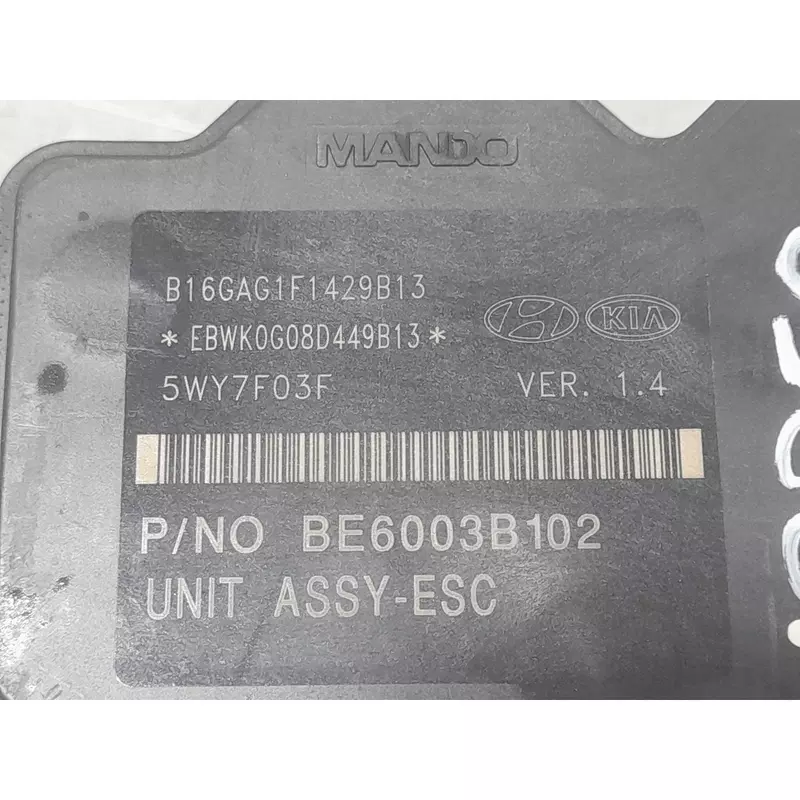 MANDO
B16GAG1F1429B13
*EBWK0G08D449B13*
KIA
5WY7F03F VER. 1.4
P/NO BE6003B102
UNIT ASSY-ESC